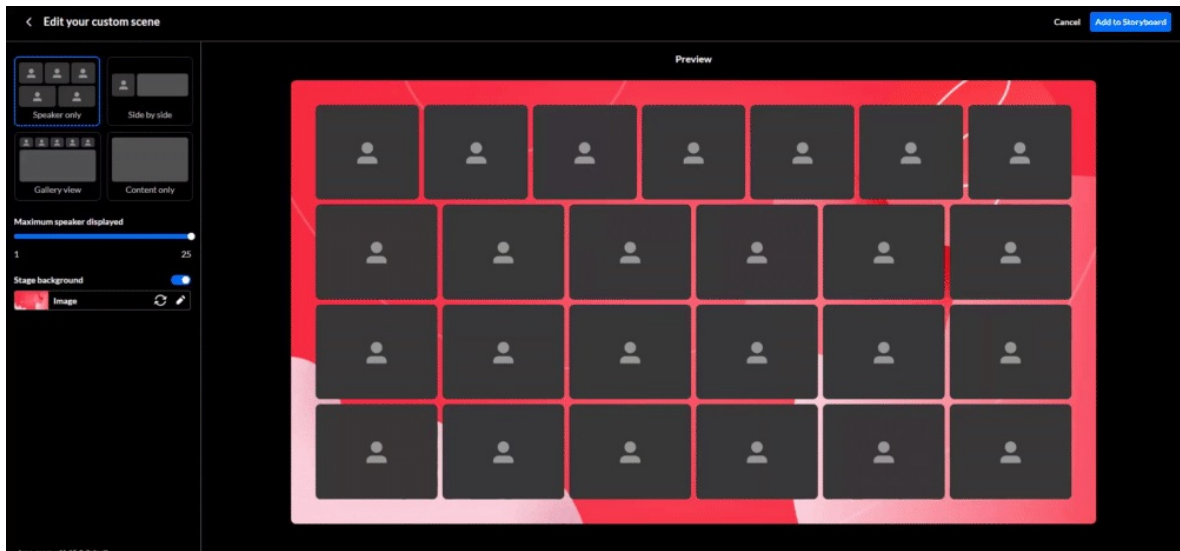 Edit your custom scene
Cancel
Add to Storyboard
Preview
Speaker only
Side by side
Gallery view
Content only
Maximum speaker displayed
1
25
Stage background
Image